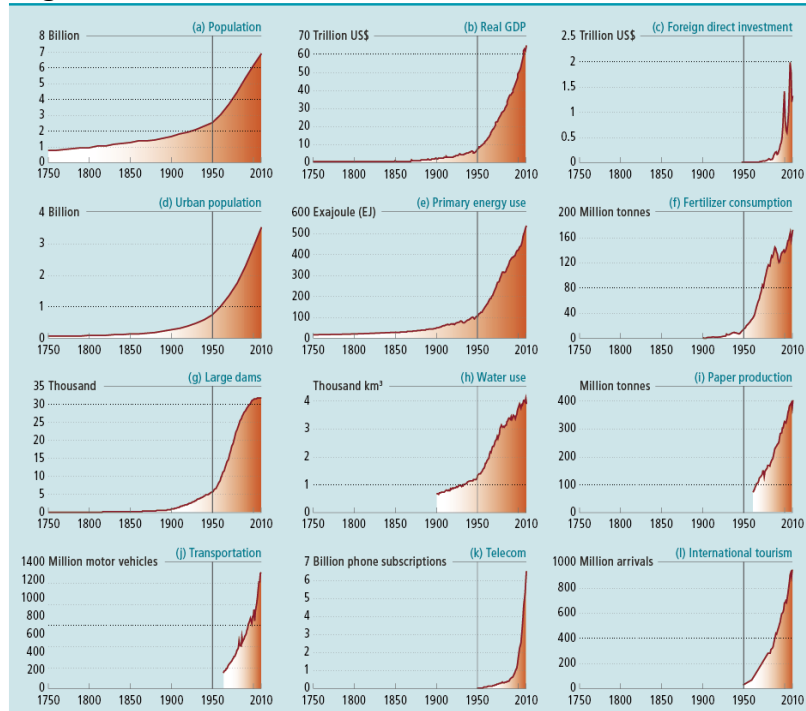 (a) Population
8 Billion
7
6
5
4
3
2
1
0
1750 1800 1850 1900 1950 2010
(b) Real GDP
70 Trillion US$
60
50
40
30
20
10
0
1750 1800 1850 1900 1950 2010
(c) Foreign direct investment
2.5 Trillion US$
2
1.5
1
0.5
0
1750 1800 1850 1900 1950 2010
(d) Urban population
4 Billion
3
2
1
0
1750 1800 1850 1900 1950 2010
(e) Primary energy use
600 Exajoule (EJ)
500
400
300
200
100
0
1750 1800 1850 1900 1950 2010
(f) Fertilizer consumption
200 Million tonnes
160
120
80
40
0
1750 1800 1850 1900 1950 2010
(g) Large dams
35 Thousand
30
25
20
15
10
5
0
1750 1800 1850 1900 1950 2010
(h) Water use
Thousand km³
4
3
2
1
0
1750 1800 1850 1900 1950 2010
(i) Paper production
Million tonnes
400
300
200
100
0
1750 1800 1850 1900 1950 2010
(j) Transportation
1400 Million motor vehicles
1200
1000
800
600
400
200
0
1750 1800 1850 1900 1950 2010
(k) Telecom
7 Billion phone subscriptions
6
5
4
3
2
1
0
1750 1800 1850 1900 1950 2010
(l) International tourism
1000 Million arrivals
800
600
400
200
0
1750 1800 1850 1900 1950 2010